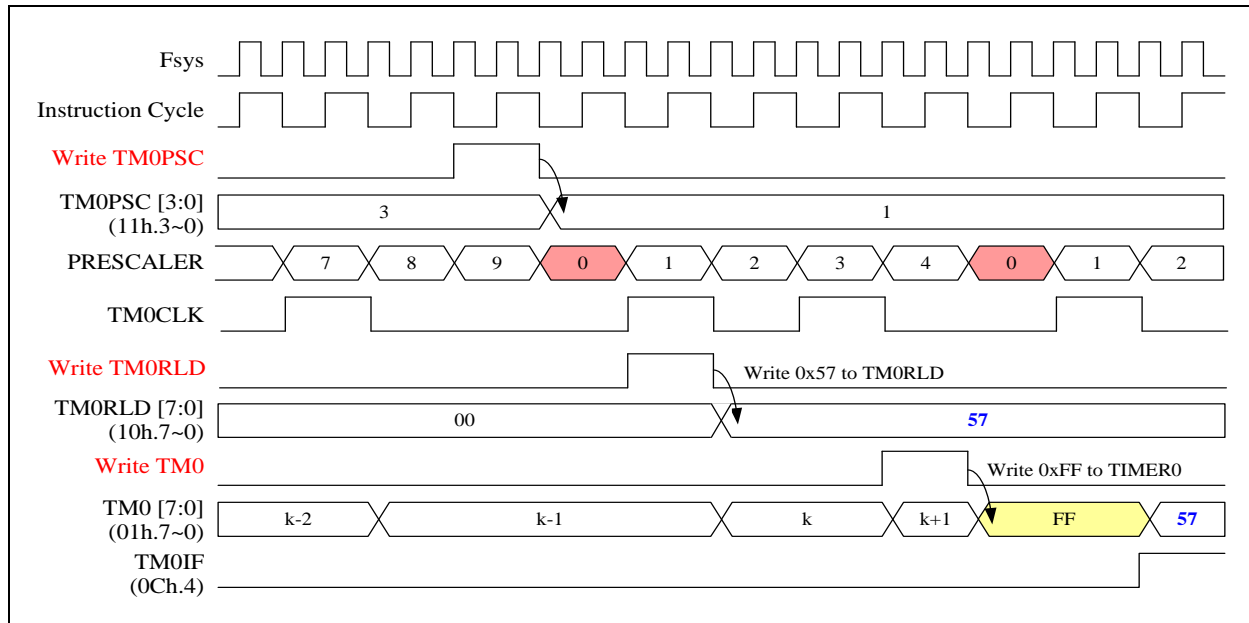 Fsys
Instruction Cycle
Write TM0PSC
TM0PSC [3:0]
(11h.3~0)
3
1
PRESCALER
7 8 9 0 1 2 3 4 0 1 2
TM0CLK
Write TM0RLD
Write 0x57 to TM0RLD
TM0RLD [7:0]
(10h.7~0)
00
57
Write TM0
Write 0xFF to TIMER0
TM0 [7:0]
(01h.7~0)
k-2 k-1 k k+1 FF 57
TM0IF
(0Ch.4)